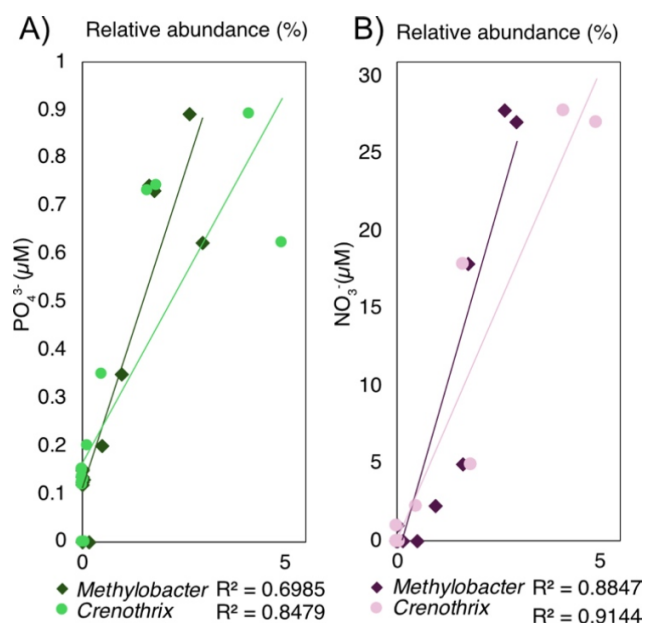 A) Relative abundance (%)
1
0.9
0.8
0.7
0.6
0.5
0.4
0.3
0.2
0.1
0
PO₄³⁻ (µM)
0 5
Methylobacter R² = 0.6985
Crenothrix R² = 0.8479
B) Relative abundance (%)
30
25
20
15
10
5
0
NO₃⁻ (µM)
0 5
Methylobacter R² = 0.8847
Crenothrix R² = 0.9144